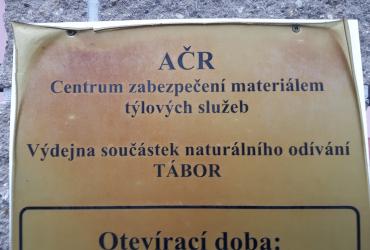 AČR
Centrum zabezpečení materiálem
týlových služeb
Výdejna součástek naturálního odívání
TÁBOR
Otevírací doba: